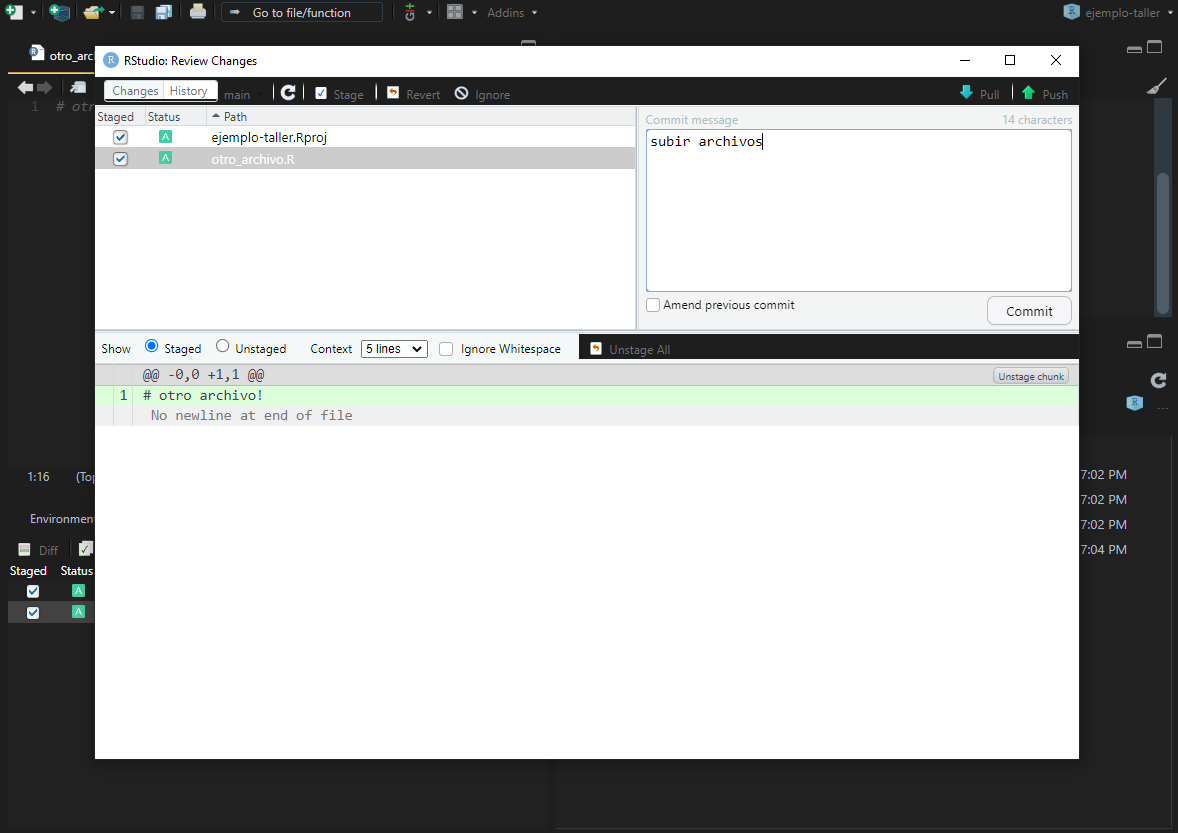 Go to file/function
Addins
ejemplo-taller
otro_arc
RStudio: Review Changes
Changes History main Stage Revert Ignore Pull Push
1 # otr
Staged Status Path
A ejemplo-taller.Rproj
A otro_archivo.R
Commit message 14 characters
subir archivos
Amend previous commit
Commit
Show Staged Unstaged Context 5 lines Ignore Whitespace Unstage All
@@ -0,0 +1,1 @@ Unstage chunk
1 # otro archivo!
No newline at end of file
1:16 (Top
7:02 PM
7:02 PM
7:02 PM
7:04 PM
Environmen
Diff
Staged Status
A
A